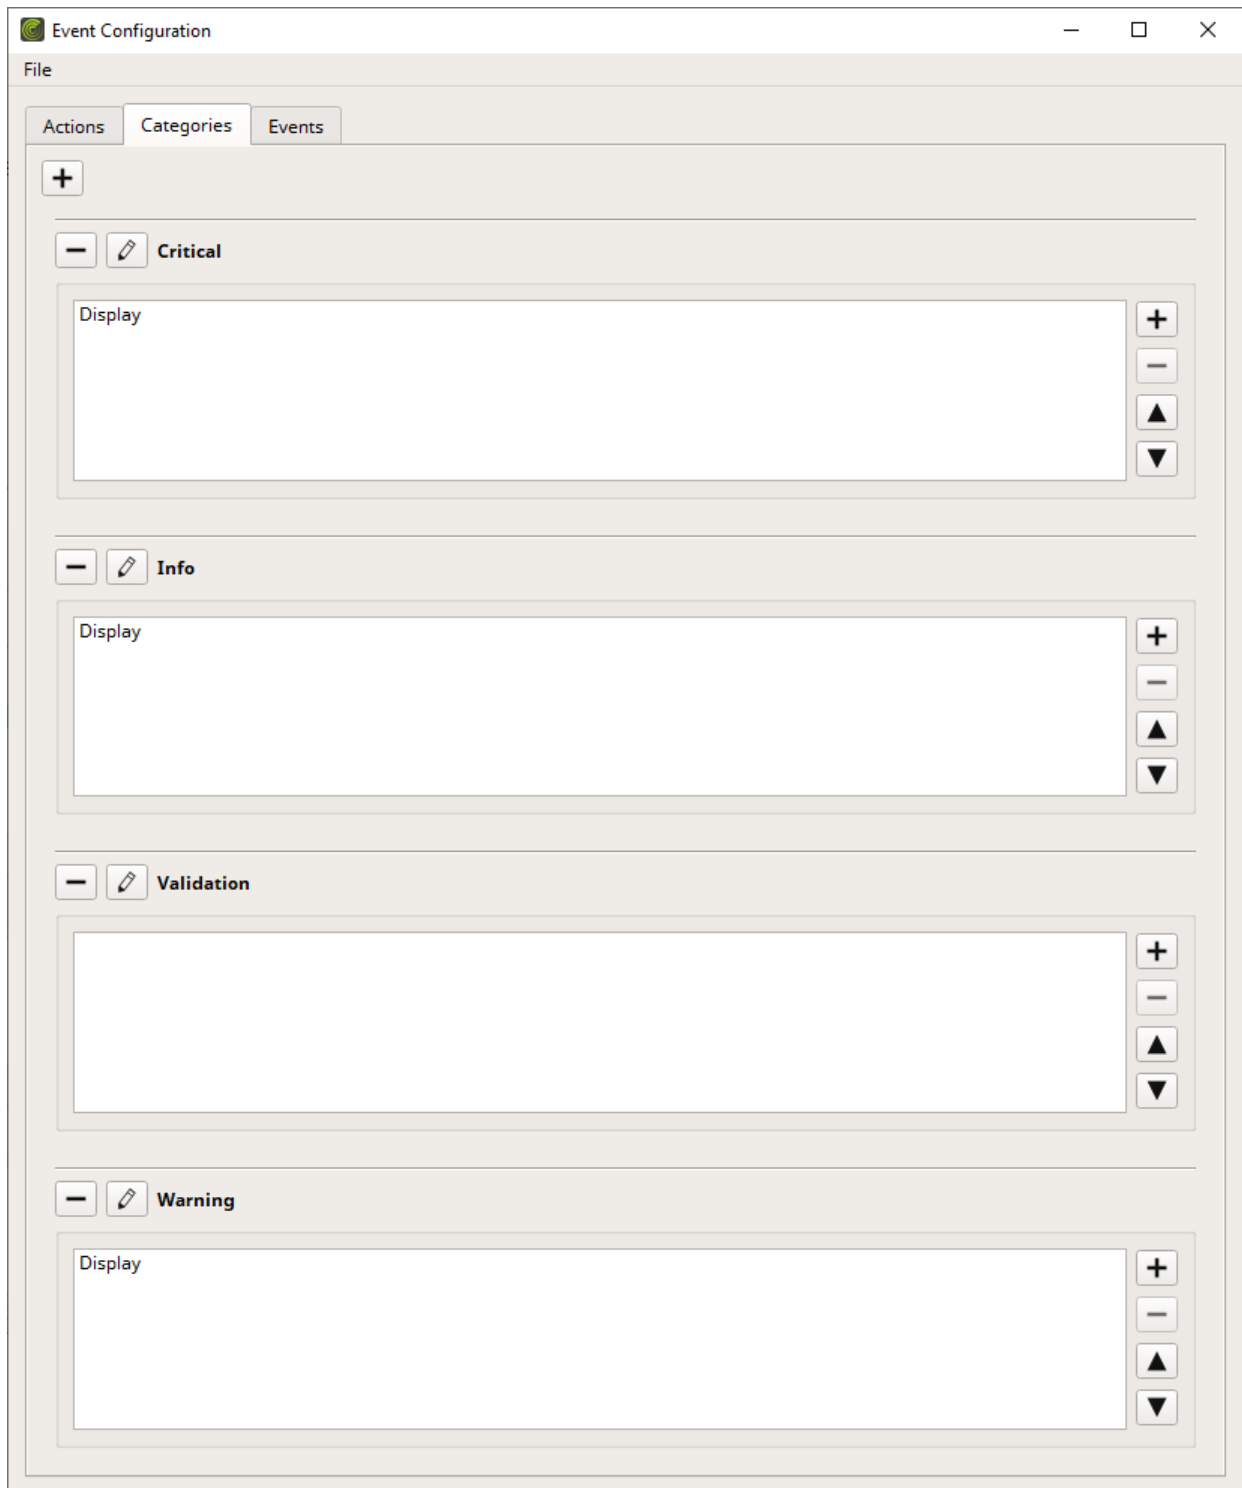 Event Configuration
File
Actions Categories Events
Critical
Display
Info
Display
Validation
Warning
Display